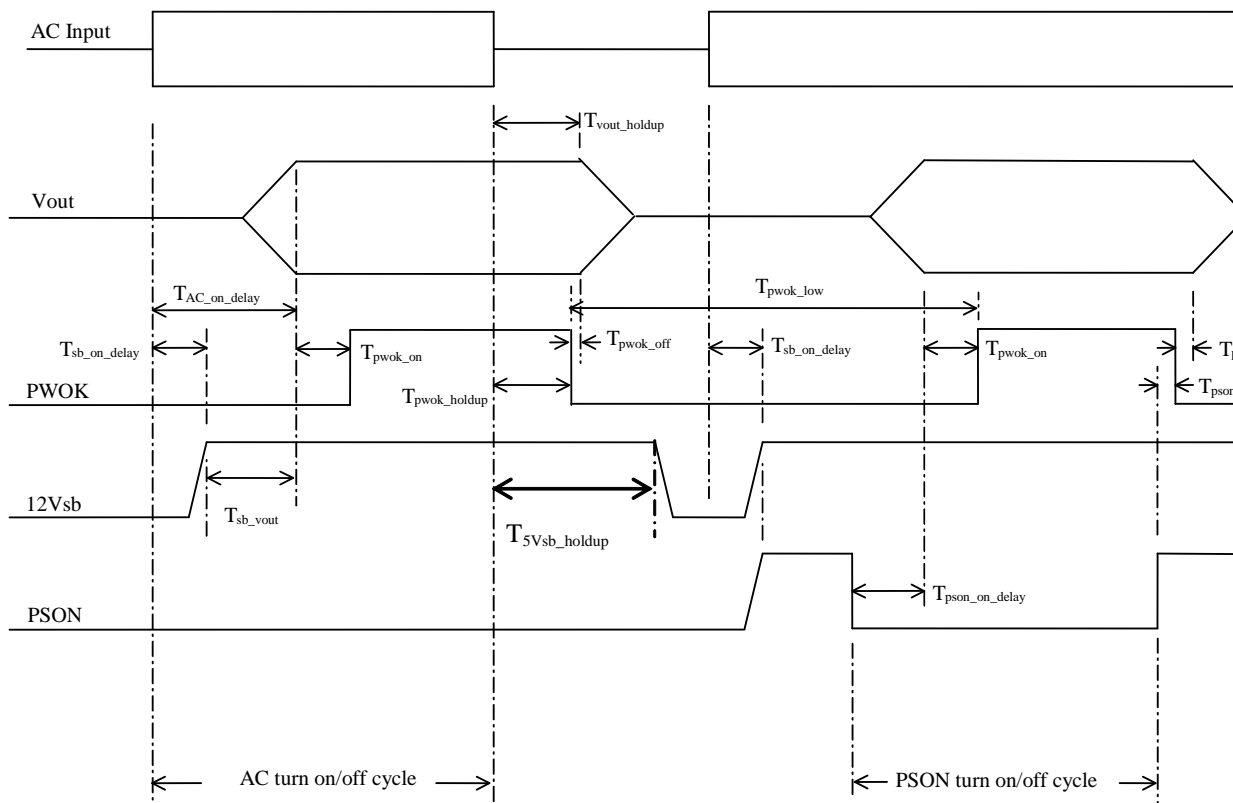 AC Input
T_vout_holdup
Vout
T_AC_on_delay
T_pwok_low
T_sb_on_delay
T_pwok_on
T_pwok_off
T_sb_on_delay
T_pwok_on
PWOK
T_pwok_holdup
T_pson
12Vsb
T_sb_vout
T_5Vsb_holdup
PSON
T_pson_on_delay
AC turn on/off cycle
PSON turn on/off cycle